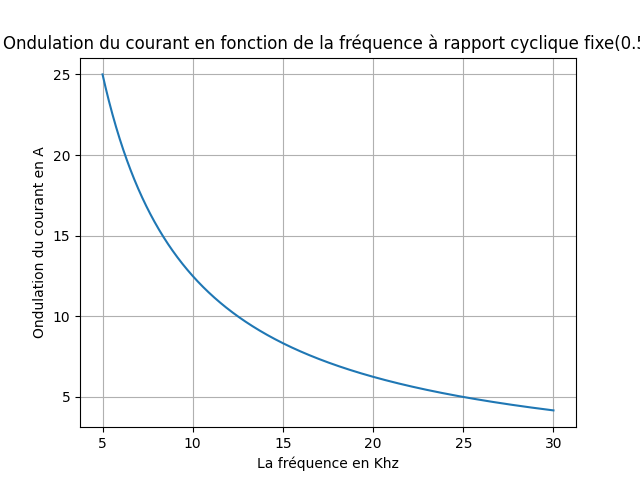 Ondulation du courant en fonction de la fréquence à rapport cyclique fixe(0.5
25
20
15
10
5
Ondulation du courant en A
5 10 15 20 25 30
La fréquence en Khz